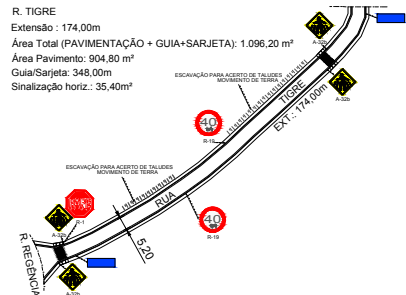 R. TIGRE
Extensão : 174,00m
Área Total (PAVIMENTAÇÃO + GUIA+SARJETA): 1.096,20 m²
Área Pavimento: 904,80 m²
Guia/Sarjeta: 348,00m
Sinalização horiz.: 35,40m²
A-32b
A-32b
ESCAVAÇÃO PARA ACERTO DE TALUDES
MOVIMENTO DE TERRA
TIGRE
EXT.: 174,00m
40
R-19
ESCAVAÇÃO PARA ACERTO DE TALUDES
MOVIMENTO DE TERRA
RUA
R-1
A-32b
40
R-19
5,20
R. REGÊNCIA
A-32b